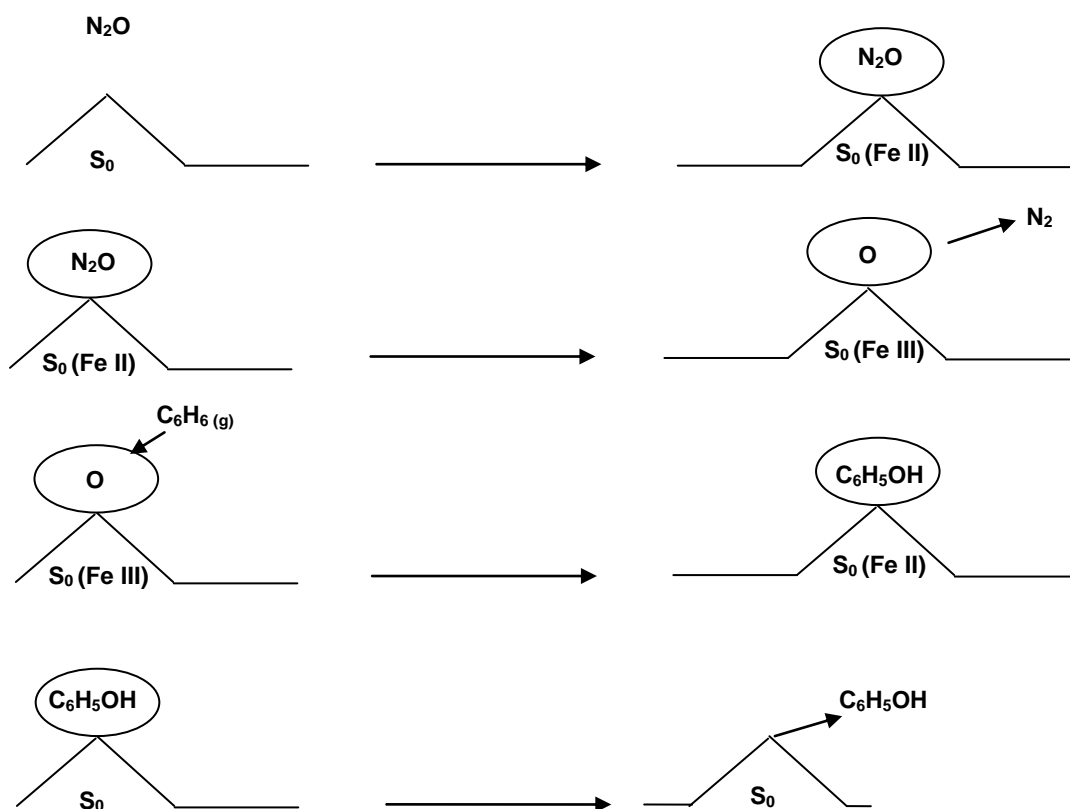 N₂O
N₂O
S₀
S₀ (Fe II)
N₂
N₂O
O
S₀ (Fe II)
S₀ (Fe III)
C₆H₆ (g)
O
C₆H₅OH
S₀ (Fe III)
S₀ (Fe II)
C₆H₅OH
C₆H₅OH
S₀
S₀